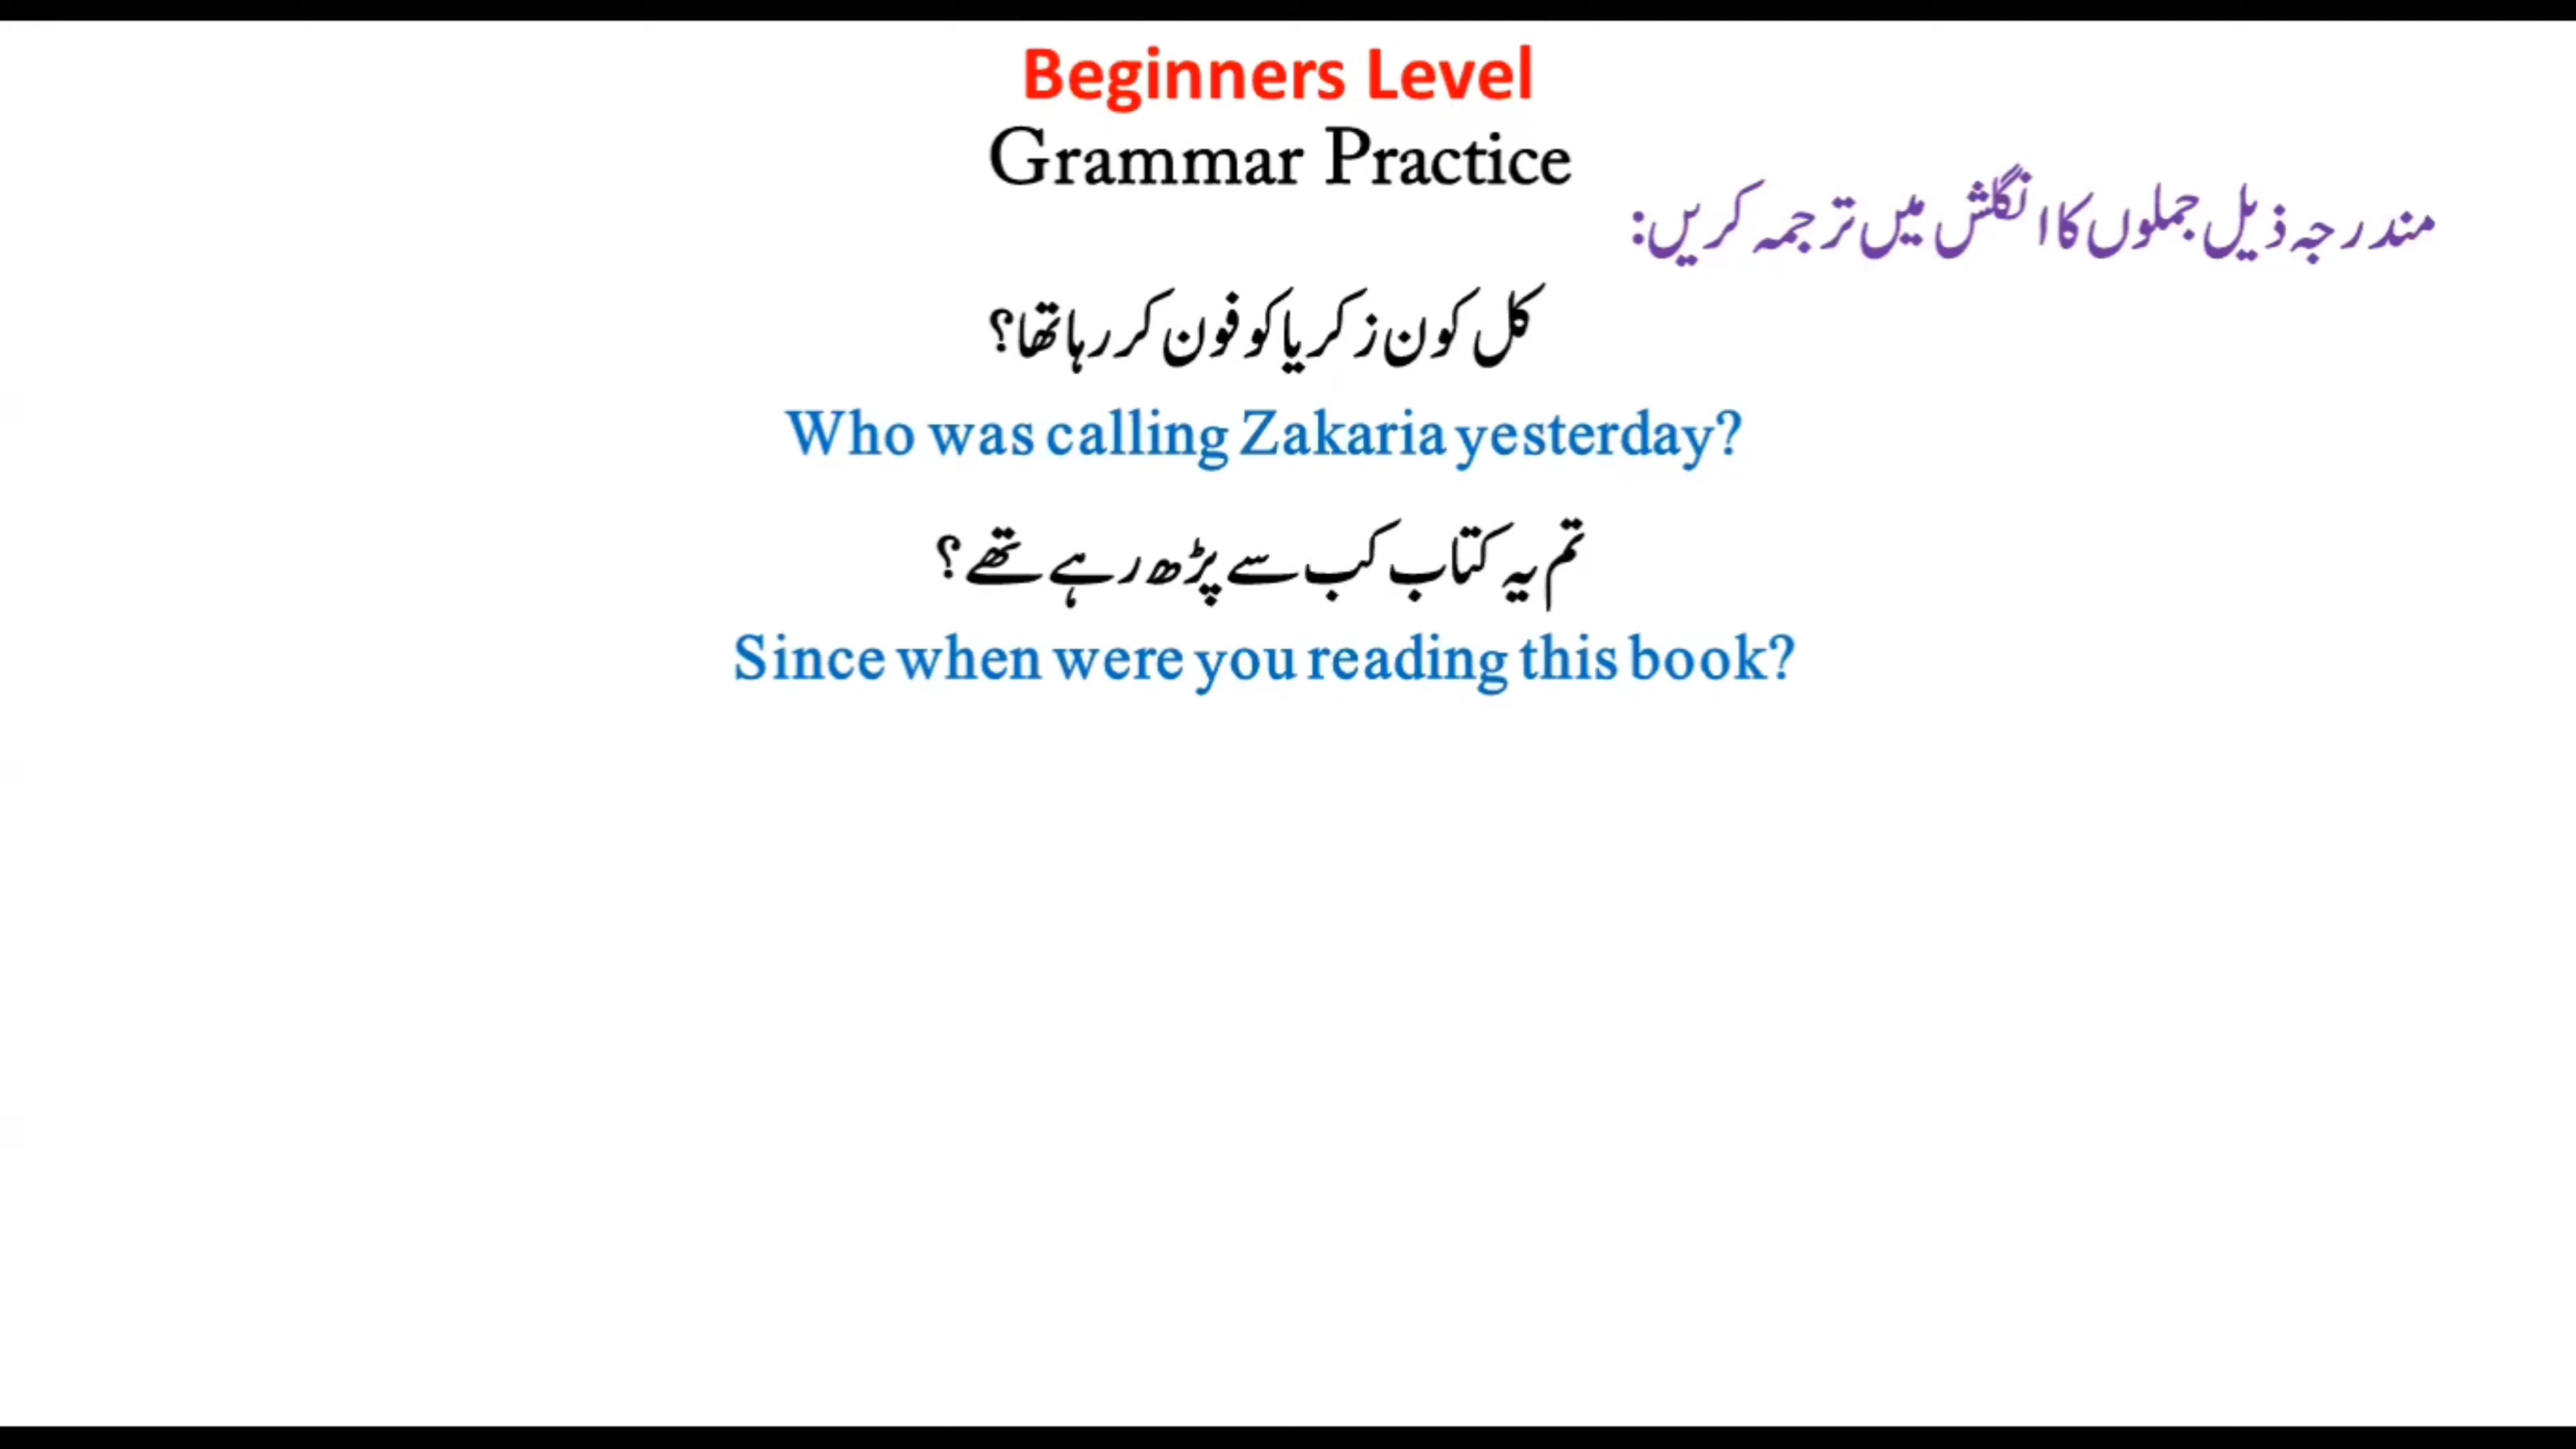 Beginners Level
Grammar Practice
مندرجہ ذیل جملوں کا انگلش میں ترجمہ کریں:
کل کون زکریا کو فون کر رہا تھا؟
Who was calling Zakaria yesterday?
تم یہ کتاب کب سے پڑھ رہے تھے؟
Since when were you reading this book?